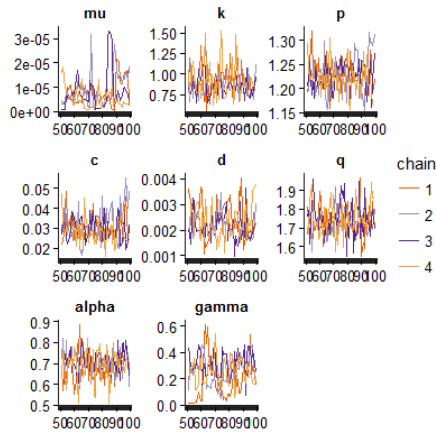 mu k p
3e-05 1.50 1.30
2e-05 1.25 1.25
1e-05 1.00 1.20
0e+00 0.75 1.15
5060708090100 5060708090100 5060708090100
c d q chain
0.05 0.004 1.9 1
0.04 0.003 1.8 2
0.03 0.002 1.7 3
0.02 0.001 1.6 4
5060708090100 5060708090100 5060708090100
alpha gamma
0.9 0.6
0.8 0.4
0.7 0.2
0.6 0.0
0.5
5060708090100 5060708090100